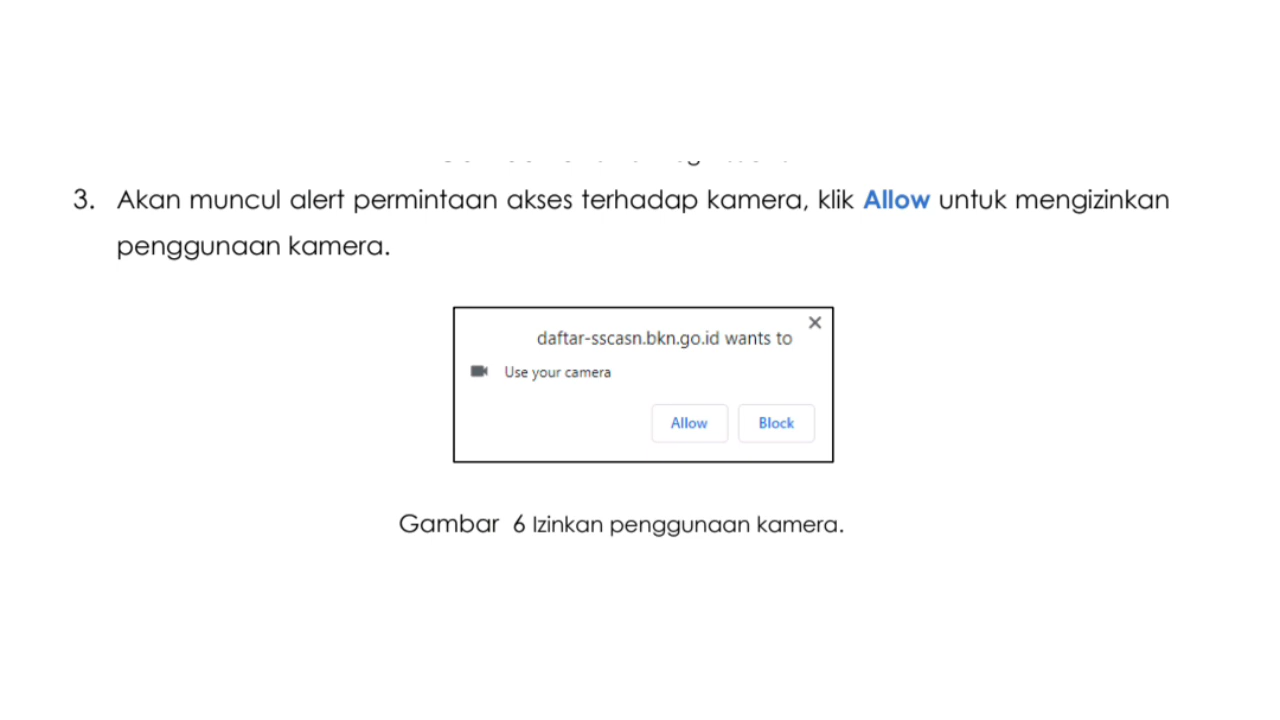 3. Akan muncul alert permintaan akses terhadap kamera, klik Allow untuk mengizinkan
penggunaan kamera.
daftar-sscasn.bkn.go.id wants to
Use your camera
Allow Block
Gambar 6 Izinkan penggunaan kamera.